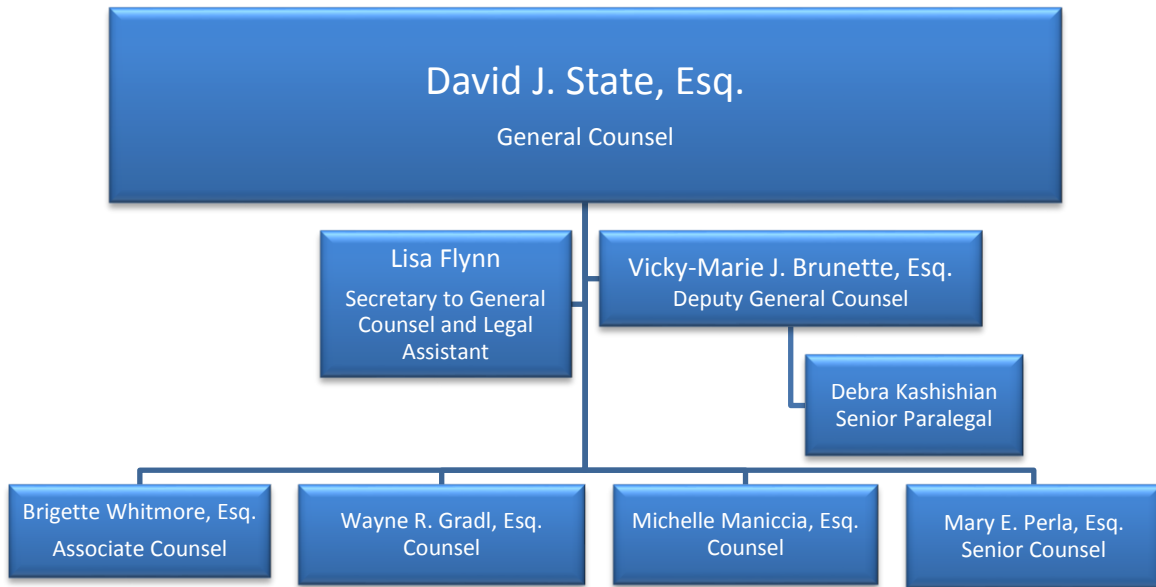 David J. State, Esq.
General Counsel
Lisa Flynn
Secretary to General
Counsel and Legal
Assistant
Vicky-Marie J. Brunette, Esq.
Deputy General Counsel
Debra Kashishian
Senior Paralegal
Brigette Whitmore, Esq.
Associate Counsel
Wayne R. Gradl, Esq.
Counsel
Michelle Maniccia, Esq.
Counsel
Mary E. Perla, Esq.
Senior Counsel